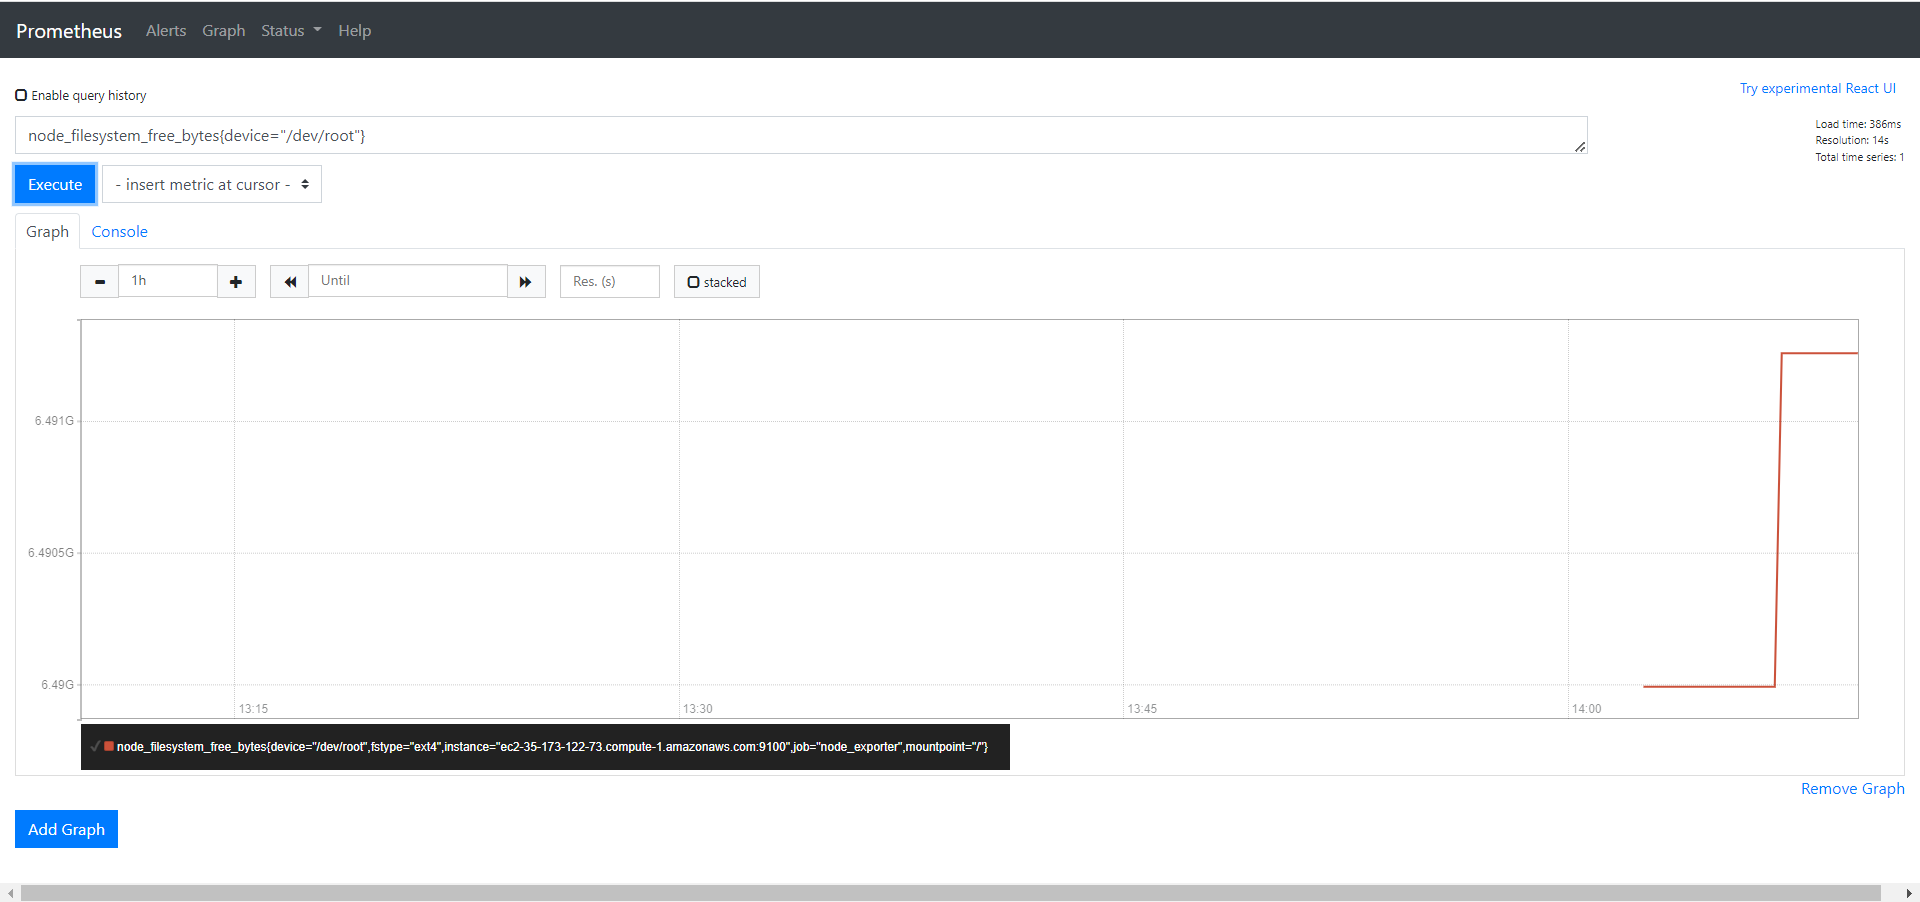 Prometheus Alerts Graph Status Help
Enable query history
Try experimental React UI
node_filesystem_free_bytes{device="/dev/root"}
Load time: 386ms
Resolution: 14s
Total time series: 1
Execute - insert metric at cursor -
Graph Console
1h Until Res. (s) stacked
6.491G
6.4905G
6.49G
13:15 13:30 13:45 14:00
node_filesystem_free_bytes{device="/dev/root",fstype="ext4",instance="ec2-35-173-122-73.compute-1.amazonaws.com:9100",job="node_exporter",mountpoint="/"}
Remove Graph
Add Graph